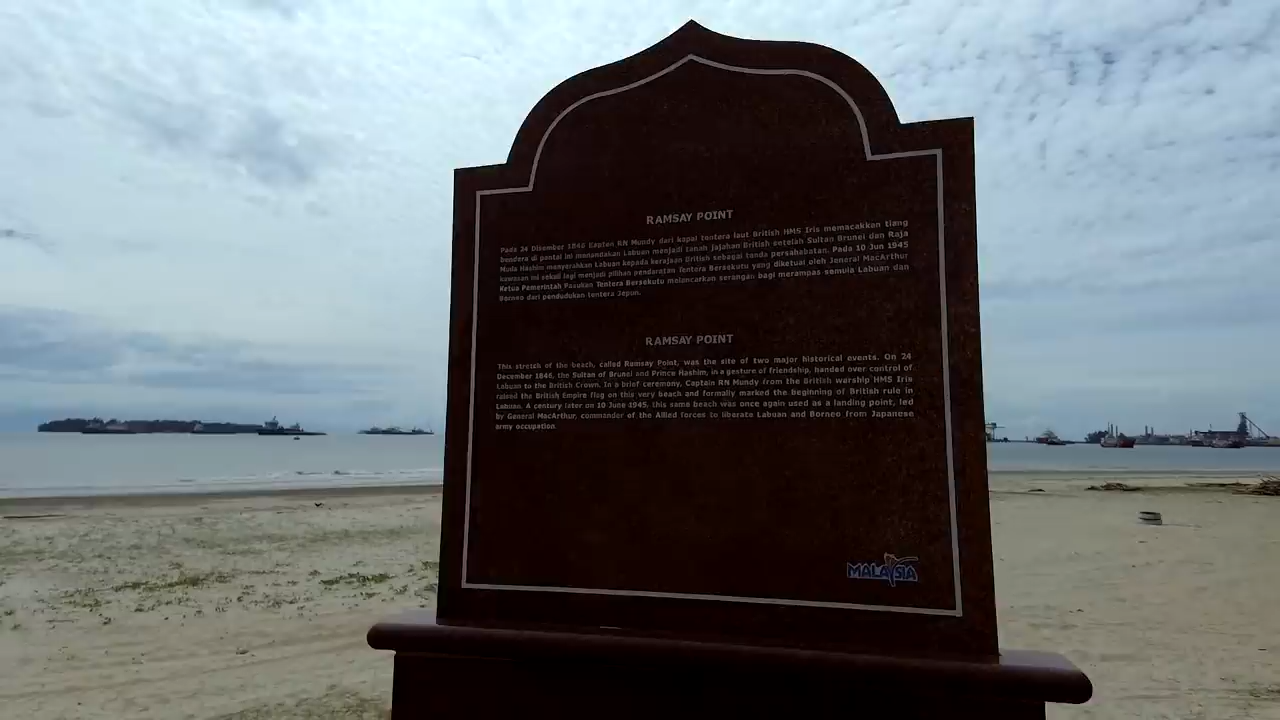 RAMSAY POINT
Pada 24 Disember 1846 Kapten RN Mundy dari kapal tentera laut British HMS Iris memacakkan tiang
bendera di pantai ini menandakan Labuan menjadi tanah jajahan British setelah Sultan Brunei dan Raja
Muda Hashim menyerahkan Labuan kepada kerajaan British sebagai tanda persahabatan. Pada 10 Jun 1945
kawasan ini sekali lagi menjadi pilihan pendaratan Tentera Bersekutu yang diketuai oleh Jeneral MacArthur
Ketua Pemerintah Pasukan Tentera Bersekutu melancarkan serangan bagi merampas semula Labuan dan
Borneo dari pendudukan tentera Jepun.
RAMSAY POINT
This stretch of the beach, called Ramsay Point, was the site of two major historical events. On 24
December 1846, the Sultan of Brunei and Prince Hashim, in a gesture of friendship, handed over control of
Labuan to the British Crown. In a brief ceremony, Captain RN Mundy from the British warship HMS Iris
raised the British Empire flag on this very beach and formally marked the beginning of British rule in
Labuan. A century later on 10 June 1945, this same beach was once again used as a landing point, led
by General MacArthur, commander of the Allied forces to liberate Labuan and Borneo from Japanese
army occupation.
MALAYSIA